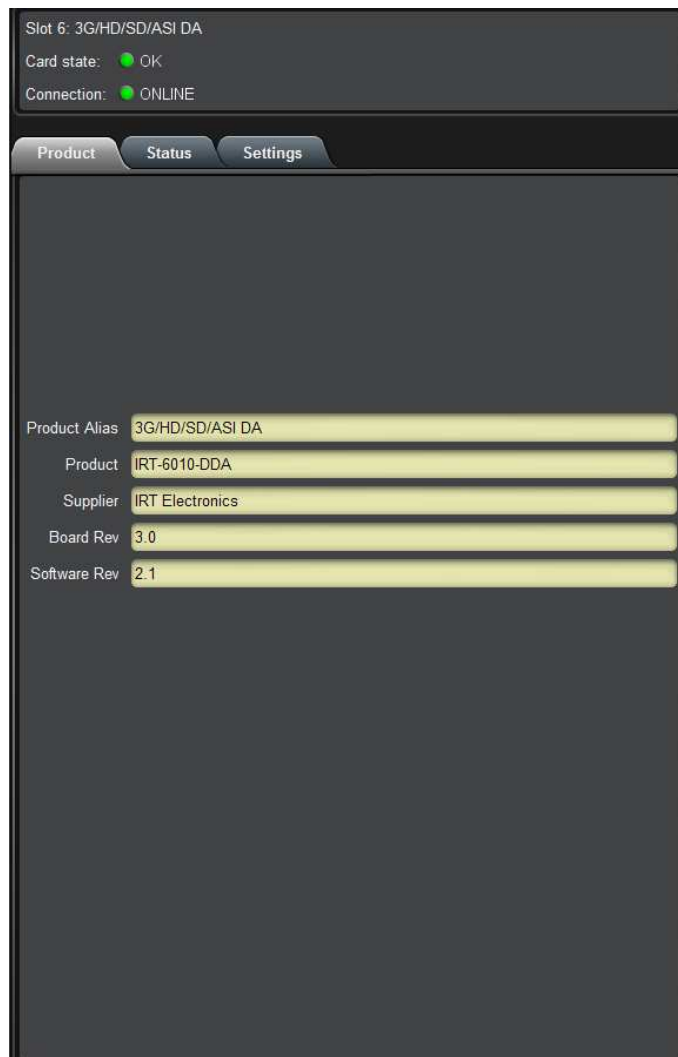 Slot 6: 3G/HD/SD/ASI DA
Card state: OK
Connection: ONLINE
Product Status Settings
Product Alias 3G/HD/SD/ASI DA
Product IRT-6010-DDA
Supplier IRT Electronics
Board Rev 3.0
Software Rev 2.1